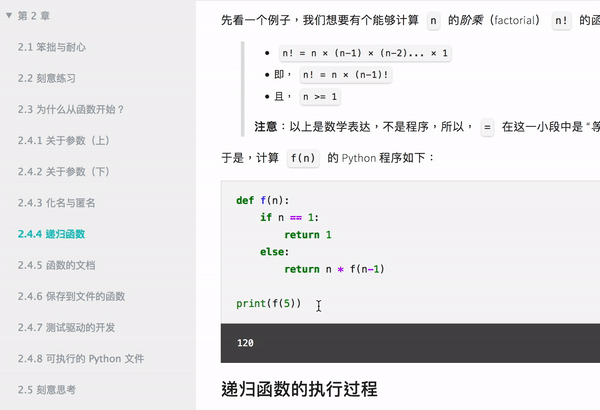 ▼ 第 2 章
2.1 笨拙与耐心
2.2 刻意练习
2.3 为什么从函数开始？
2.4.1 关于参数（上）
2.4.2 关于参数（下）
2.4.3 化名与匿名
2.4.4 递归函数
2.4.5 函数的文档
2.4.6 保存到文件的函数
2.4.7 测试驱动的开发
2.4.8 可执行的 Python 文件
2.5 刻意思考
先看一个例子，我们想要有个能够计算 n 的阶乘（factorial） n! 的函
• n! = n × (n-1) × (n-2)... × 1
• 即， n! = n × (n-1)!
• 且， n >= 1
注意：以上是数学表达，不是程序，所以， = 在这一小段中是 “等
于是，计算 f(n) 的 Python 程序如下：
def f(n):
    if n == 1:
        return 1
    else:
        return n * f(n-1)
print(f(5))
120
递归函数的执行过程